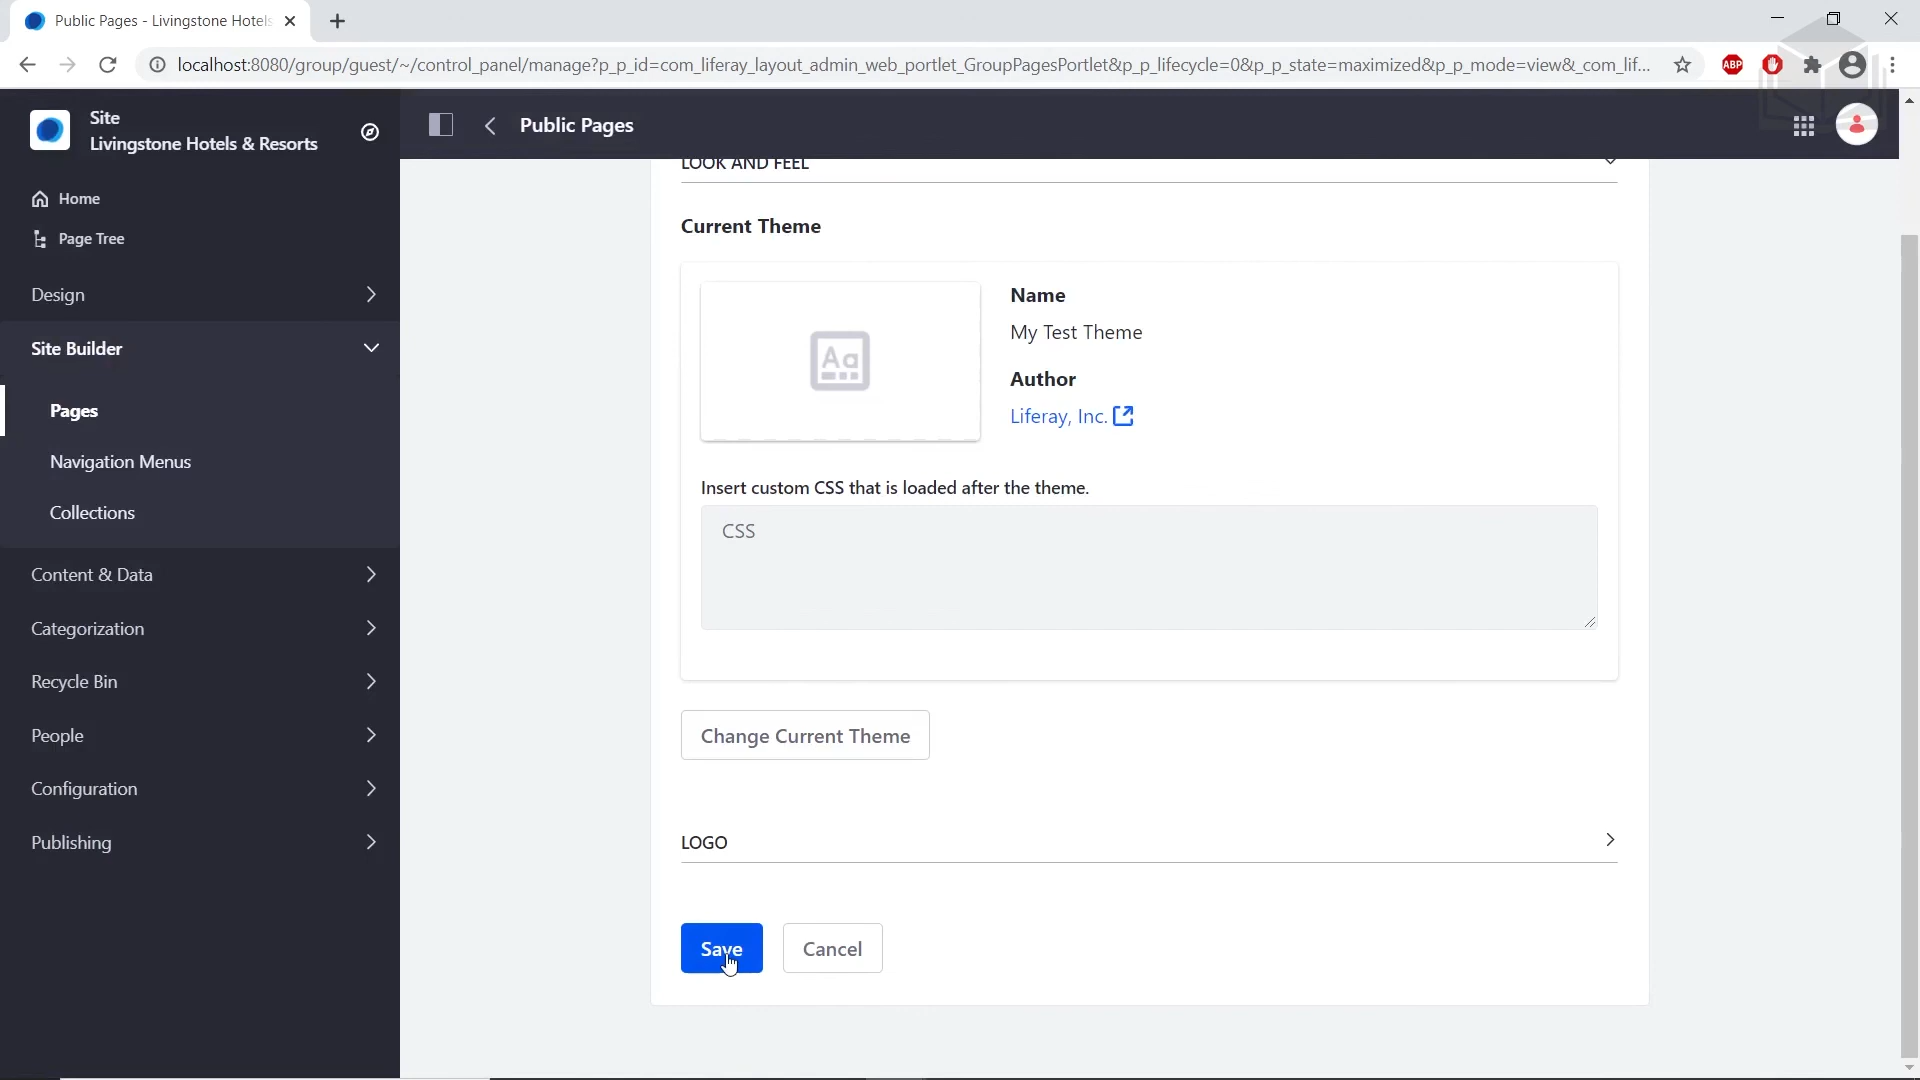 Public Pages - Livingstone Hotels
localhost:8080/group/guest/~/control_panel/manage?p_p_id=com_liferay_layout_admin_web_portlet_GroupPagesPortlet&p_p_lifecycle=0&p_p_state=maximized&p_p_mode=view&_com_lif...
ABP
Site
Livingstone Hotels & Resorts
Public Pages
Home
Page Tree
Design
Site Builder
Pages
Navigation Menus
Collections
Content & Data
Categorization
Recycle Bin
People
Configuration
Publishing
LOOK AND FEEL
Current Theme
Aa
Name
My Test Theme
Author
Liferay, Inc.
Insert custom CSS that is loaded after the theme.
CSS
Change Current Theme
LOGO
Save
Cancel